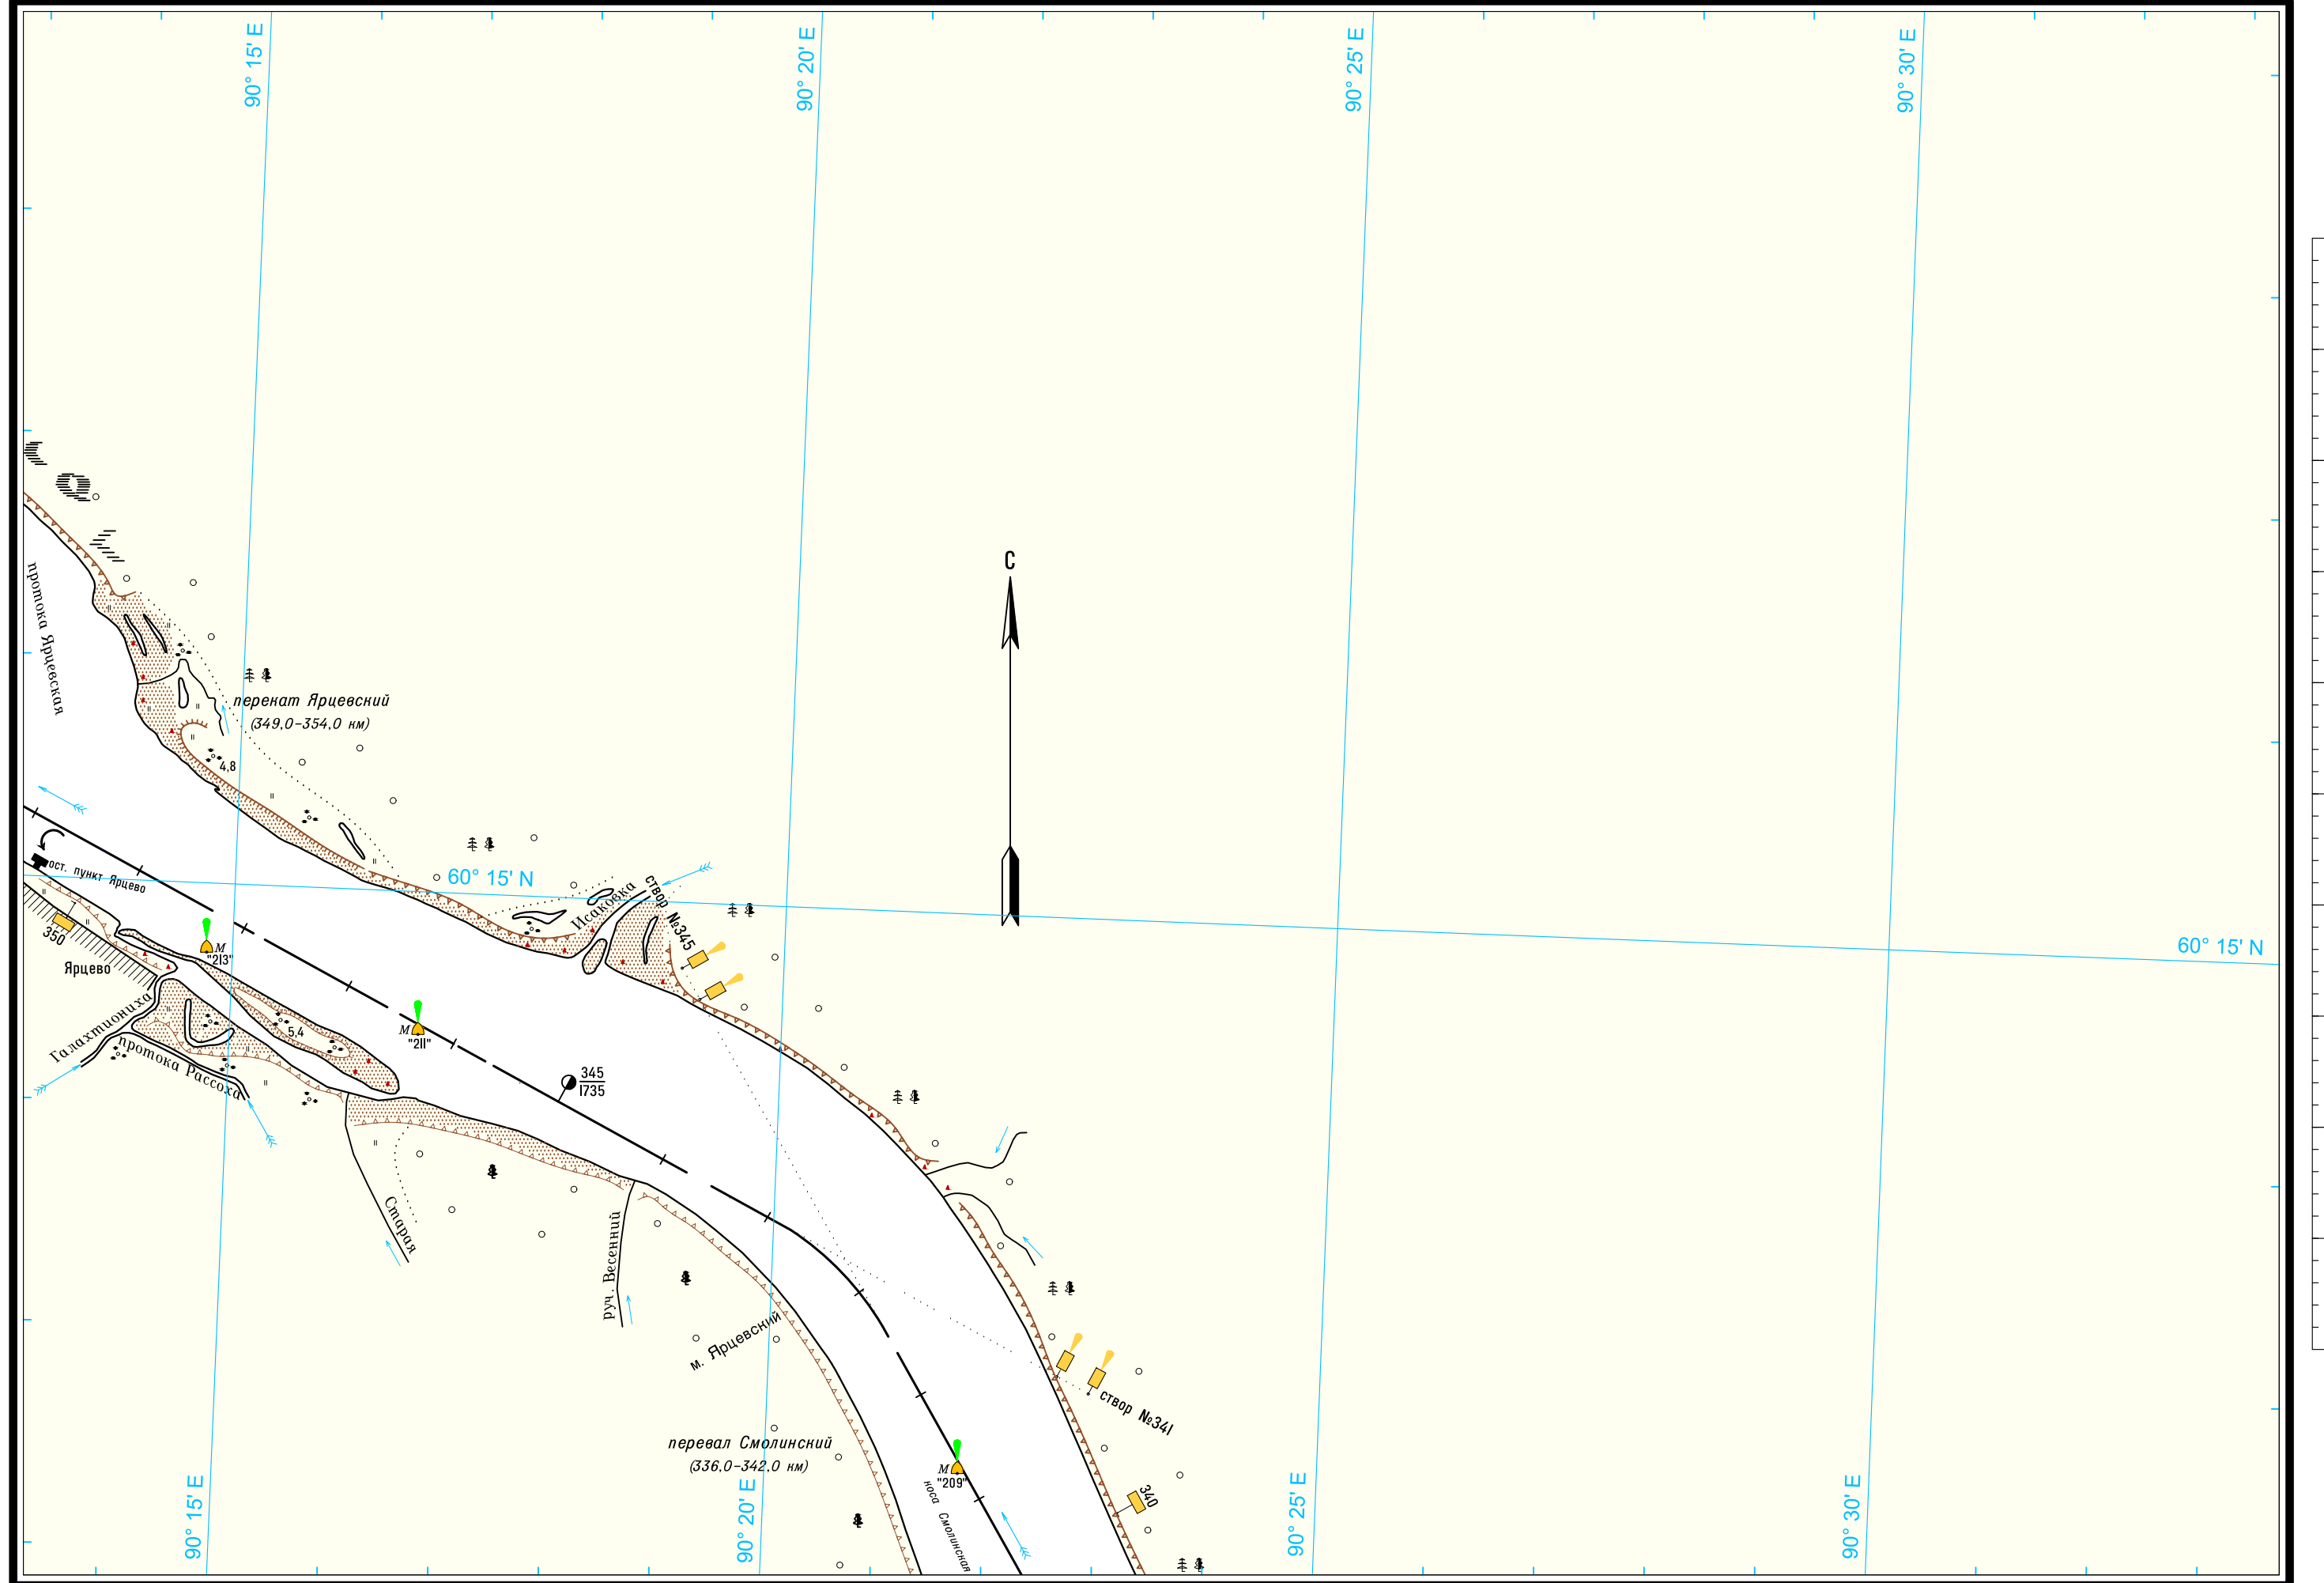 90° 15' E
90° 20' E
90° 25' E
90° 30' E
С
протока Ярцевская
перекат Ярцевский
(349,0-354,0 км)
4,8
60° 15' N
ост. пункт Ярцево
Исаковка
створ №345
60° 15' N
350
М
"213"
Ярцево
Галахтиониха
5,4
М
"211"
протока Рассоха
345
1735
Старая
руч. Весенний
м. Ярцевский
створ №341
перевал Смолинский
(336,0-342,0 км)
М
"209"
коса Смолинская
340
90° 15' E
90° 20' E
90° 25' E
90° 30' E